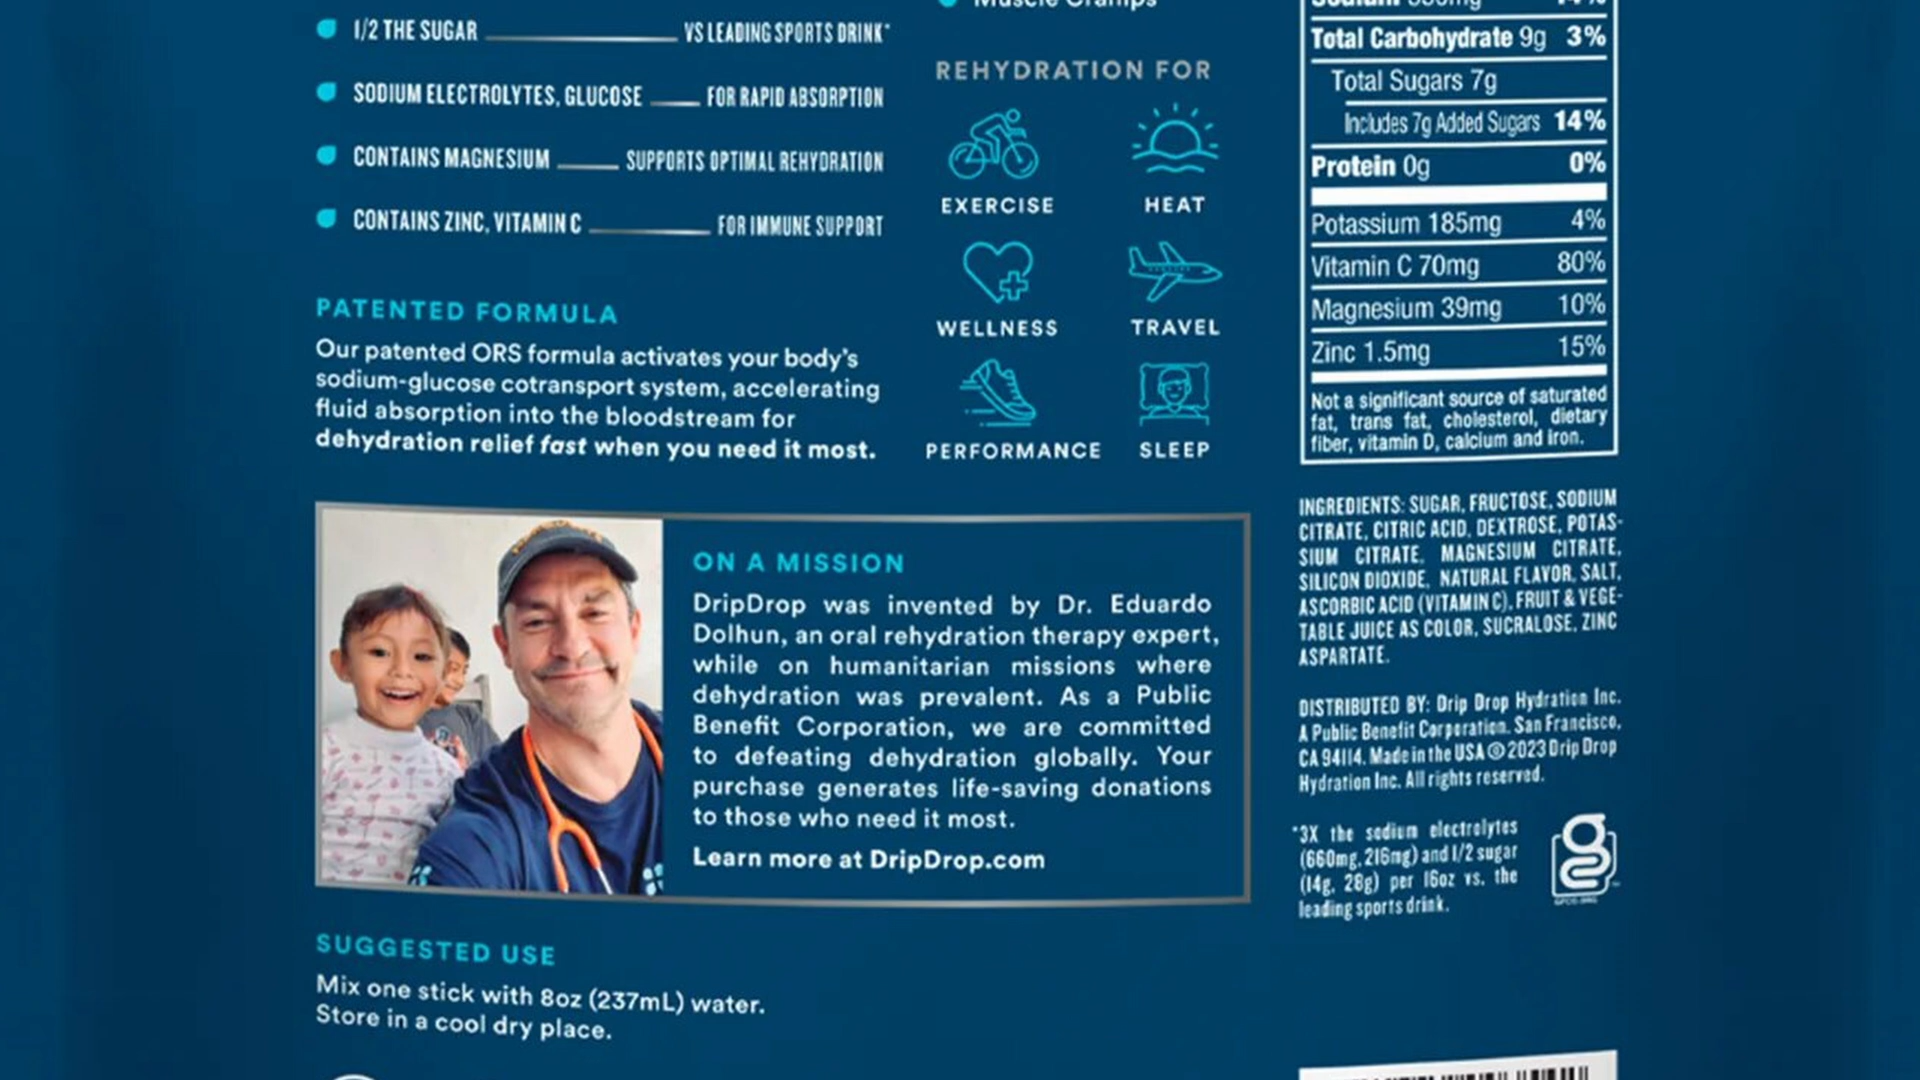 1/2 THE SUGAR VS LEADING SPORTS DRINK*
SODIUM ELECTROLYTES, GLUCOSE FOR RAPID ABSORPTION
CONTAINS MAGNESIUM SUPPORTS OPTIMAL REHYDRATION
CONTAINS ZINC, VITAMIN C FOR IMMUNE SUPPORT
PATENTED FORMULA
Our patented ORS formula activates your body's
sodium-glucose cotransport system, accelerating
fluid absorption into the bloodstream for
dehydration relief fast when you need it most.
Muscle Cramps
REHYDRATION FOR
EXERCISE
HEAT
WELLNESS
TRAVEL
PERFORMANCE
SLEEP
ON A MISSION
DripDrop was invented by Dr. Eduardo
Dolhun, an oral rehydration therapy expert,
while on humanitarian missions where
dehydration was prevalent. As a Public
Benefit Corporation, we are committed
to defeating dehydration globally. Your
purchase generates life-saving donations
to those who need it most.
Learn more at DripDrop.com
SUGGESTED USE
Mix one stick with 8oz (237mL) water.
Store in a cool dry place.
Sodium 330mg 14%
Total Carbohydrate 9g 3%
Total Sugars 7g
Includes 7g Added Sugars 14%
Protein 0g 0%
Potassium 185mg 4%
Vitamin C 70mg 80%
Magnesium 39mg 10%
Zinc 1.5mg 15%
Not a significant source of saturated
fat, trans fat, cholesterol, dietary
fiber, vitamin D, calcium and iron.
INGREDIENTS: SUGAR, FRUCTOSE, SODIUM
CITRATE, CITRIC ACID, DEXTROSE, POTAS-
SIUM CITRATE, MAGNESIUM CITRATE,
SILICON DIOXIDE, NATURAL FLAVOR, SALT,
ASCORBIC ACID (VITAMIN C), FRUIT & VEGE-
TABLE JUICE AS COLOR, SUCRALOSE, ZINC
ASPARTATE.
DISTRIBUTED BY: Drip Drop Hydration Inc.
A Public Benefit Corporation. San Francisco,
CA 94114. Made in the USA © 2023 Drip Drop
Hydration Inc. All rights reserved.
*3X the sodium electrolytes
(660mg, 216mg) and 1/2 sugar
(14g, 28g) per 16oz vs. the
leading sports drink.